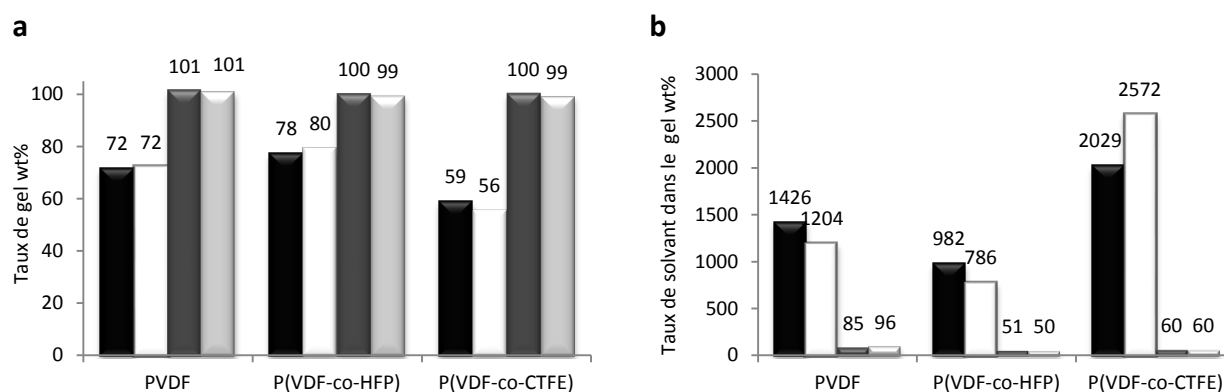 a
Taux de gel wt%
100
80
60
40
20
0
72 72 101 101
78 80 100 99
59 56 100 99
PVDF P(VDF-co-HFP) P(VDF-co-CTFE)
b
Taux de solvant dans le gel wt%
3000
2500
2000
1500
1000
500
0
1426 1204 85 96
982 786 51 50
2029 2572 60 60
PVDF P(VDF-co-HFP) P(VDF-co-CTFE)